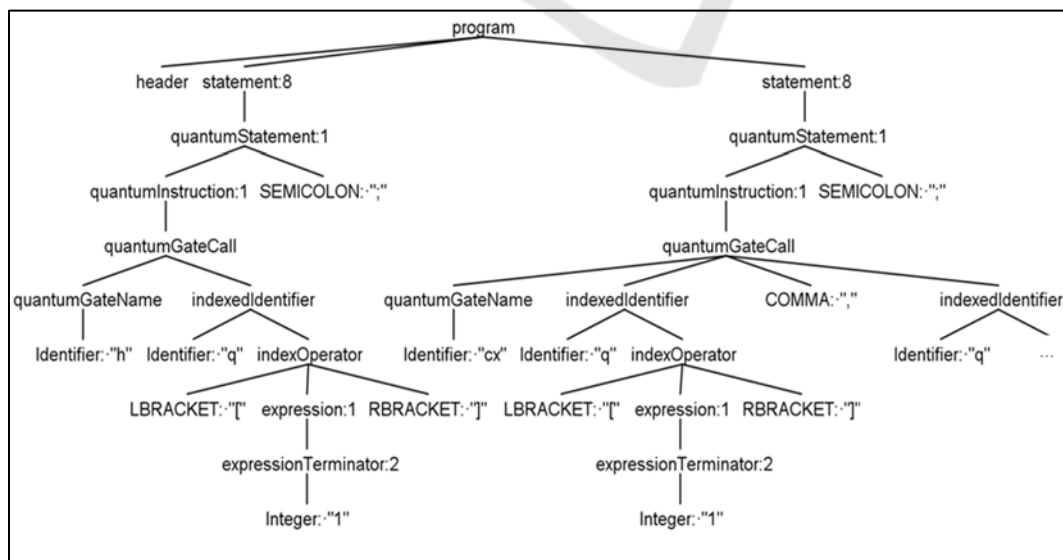 program
header statement:8 statement:8
quantumStatement:1 quantumStatement:1
quantumInstruction:1 SEMICOLON:·";" quantumInstruction:1 SEMICOLON:·";"
quantumGateCall quantumGateCall
quantumGateName indexedIdentifier quantumGateName indexedIdentifier COMMA:·"," indexedIdentifier
Identifier:·"h" Identifier:·"q" indexOperator Identifier:·"cx" Identifier:·"q" indexOperator Identifier:·"q" ...
LBRACKET:·"[" expression:1 RBRACKET:·"]" LBRACKET:·"[" expression:1 RBRACKET:·"]"
expressionTerminator:2 expressionTerminator:2
Integer:·"1" Integer:·"1"